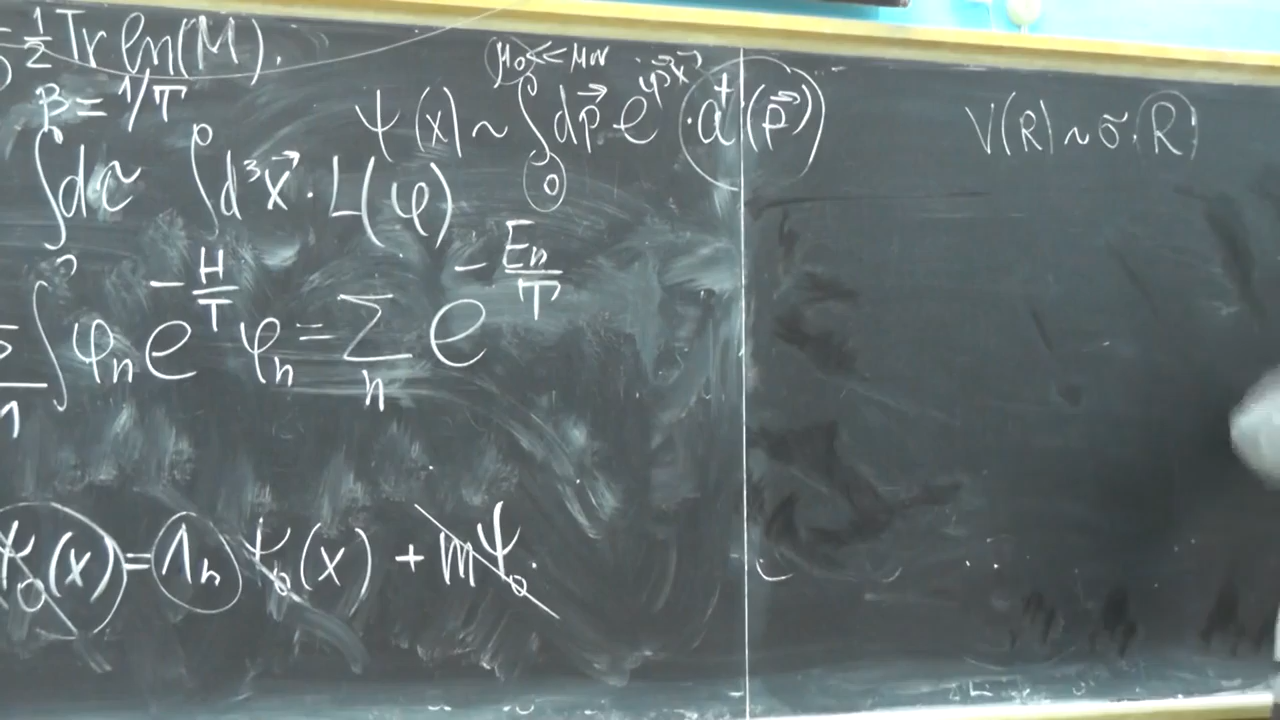 1/2 Tr ln(M).
μ₀ << μ
β = 1/T
ψ(x) ~ ∫₀ dp⃗ e^{ip⃗x⃗} · a⁺(p⃗)
V(R) ~ σ · R
∫dτ ∫d³x⃗ · L(φ)
∫ φₙ e^{-H/T} φₙ = Σₙ e^{-Eₙ/T}
ψ₀(x) = λₙ ψ₀(x) + mψ₀